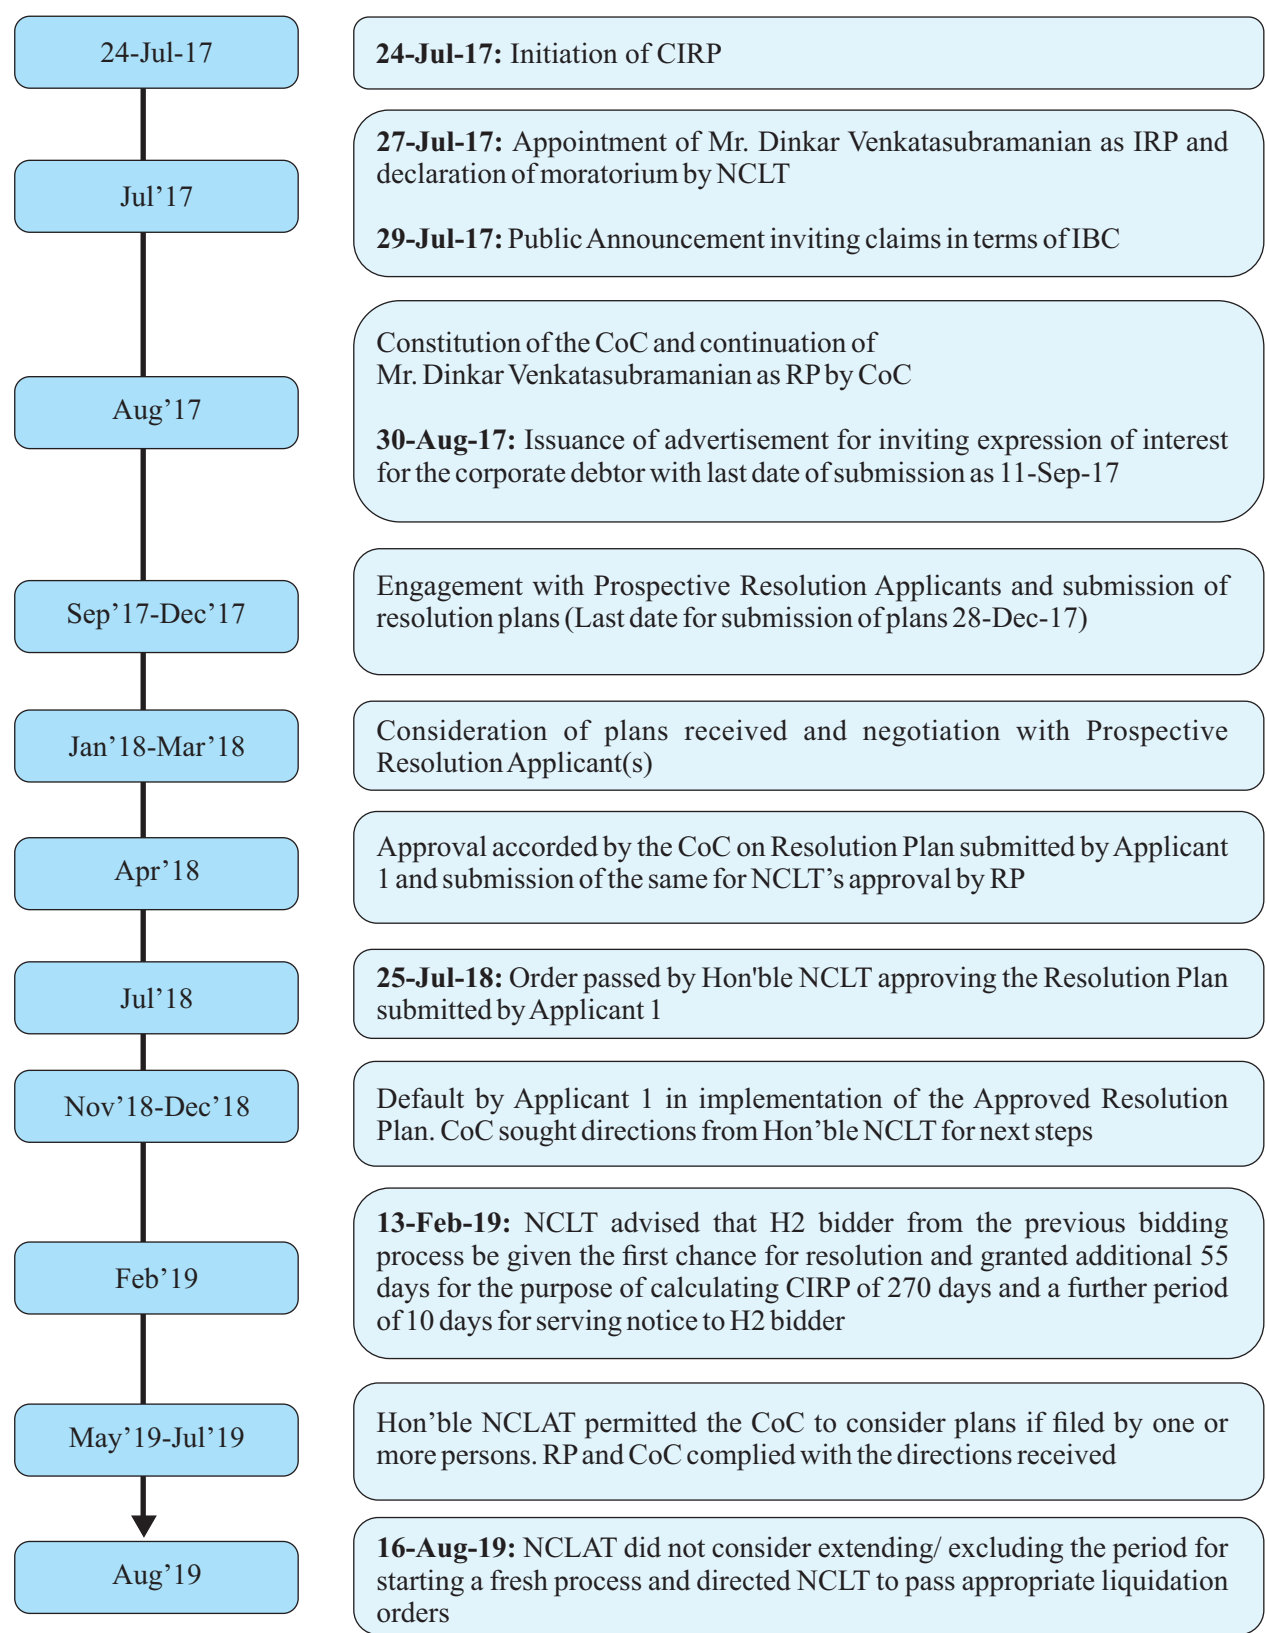 24-Jul-17
24-Jul-17: Initiation of CIRP
Jul’17
27-Jul-17: Appointment of Mr. Dinkar Venkatasubramanian as IRP and
declaration of moratorium by NCLT
29-Jul-17: Public Announcement inviting claims in terms of IBC
Aug’17
Constitution of the CoC and continuation of
Mr. Dinkar Venkatasubramanian as RP by CoC
30-Aug-17: Issuance of advertisement for inviting expression of interest
for the corporate debtor with last date of submission as 11-Sep-17
Sep’17-Dec’17
Engagement with Prospective Resolution Applicants and submission of
resolution plans (Last date for submission of plans 28-Dec-17)
Jan’18-Mar’18
Consideration of plans received and negotiation with Prospective
Resolution Applicant(s)
Apr’18
Approval accorded by the CoC on Resolution Plan submitted by Applicant
1 and submission of the same for NCLT’s approval by RP
Jul’18
25-Jul-18: Order passed by Hon'ble NCLT approving the Resolution Plan
submitted by Applicant 1
Nov’18-Dec’18
Default by Applicant 1 in implementation of the Approved Resolution
Plan. CoC sought directions from Hon’ble NCLT for next steps
Feb’19
13-Feb-19: NCLT advised that H2 bidder from the previous bidding
process be given the first chance for resolution and granted additional 55
days for the purpose of calculating CIRP of 270 days and a further period
of 10 days for serving notice to H2 bidder
May’19-Jul’19
Hon’ble NCLAT permitted the CoC to consider plans if filed by one or
more persons. RP and CoC complied with the directions received
Aug’19
16-Aug-19: NCLAT did not consider extending/ excluding the period for
starting a fresh process and directed NCLT to pass appropriate liquidation
orders